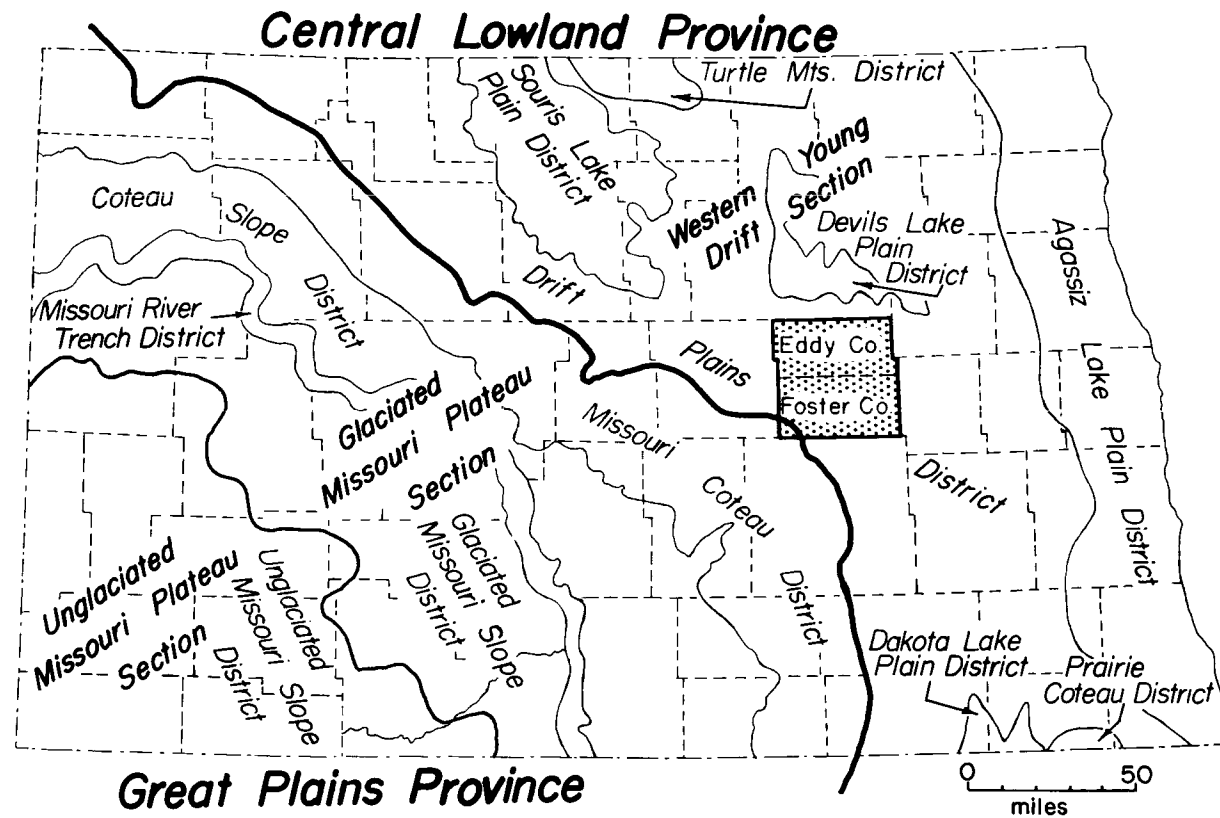 Central Lowland Province
Turtle Mts. District
Souris Lake
Plain District
Young
Section
Western
Drift
Devils Lake
Plain
District
Agassiz Lake Plain District
Coteau Slope District
Missouri River
Trench District
Drift Plains District
Eddy Co.
Foster Co.
Glaciated
Missouri Plateau
Section
Missouri Coteau District
Glaciated
Missouri Slope
District
Unglaciated
Missouri Plateau
Section
Unglaciated
Missouri Slope
District
Dakota Lake
Plain District
Prairie
Coteau District
Great Plains Province
0 50
miles